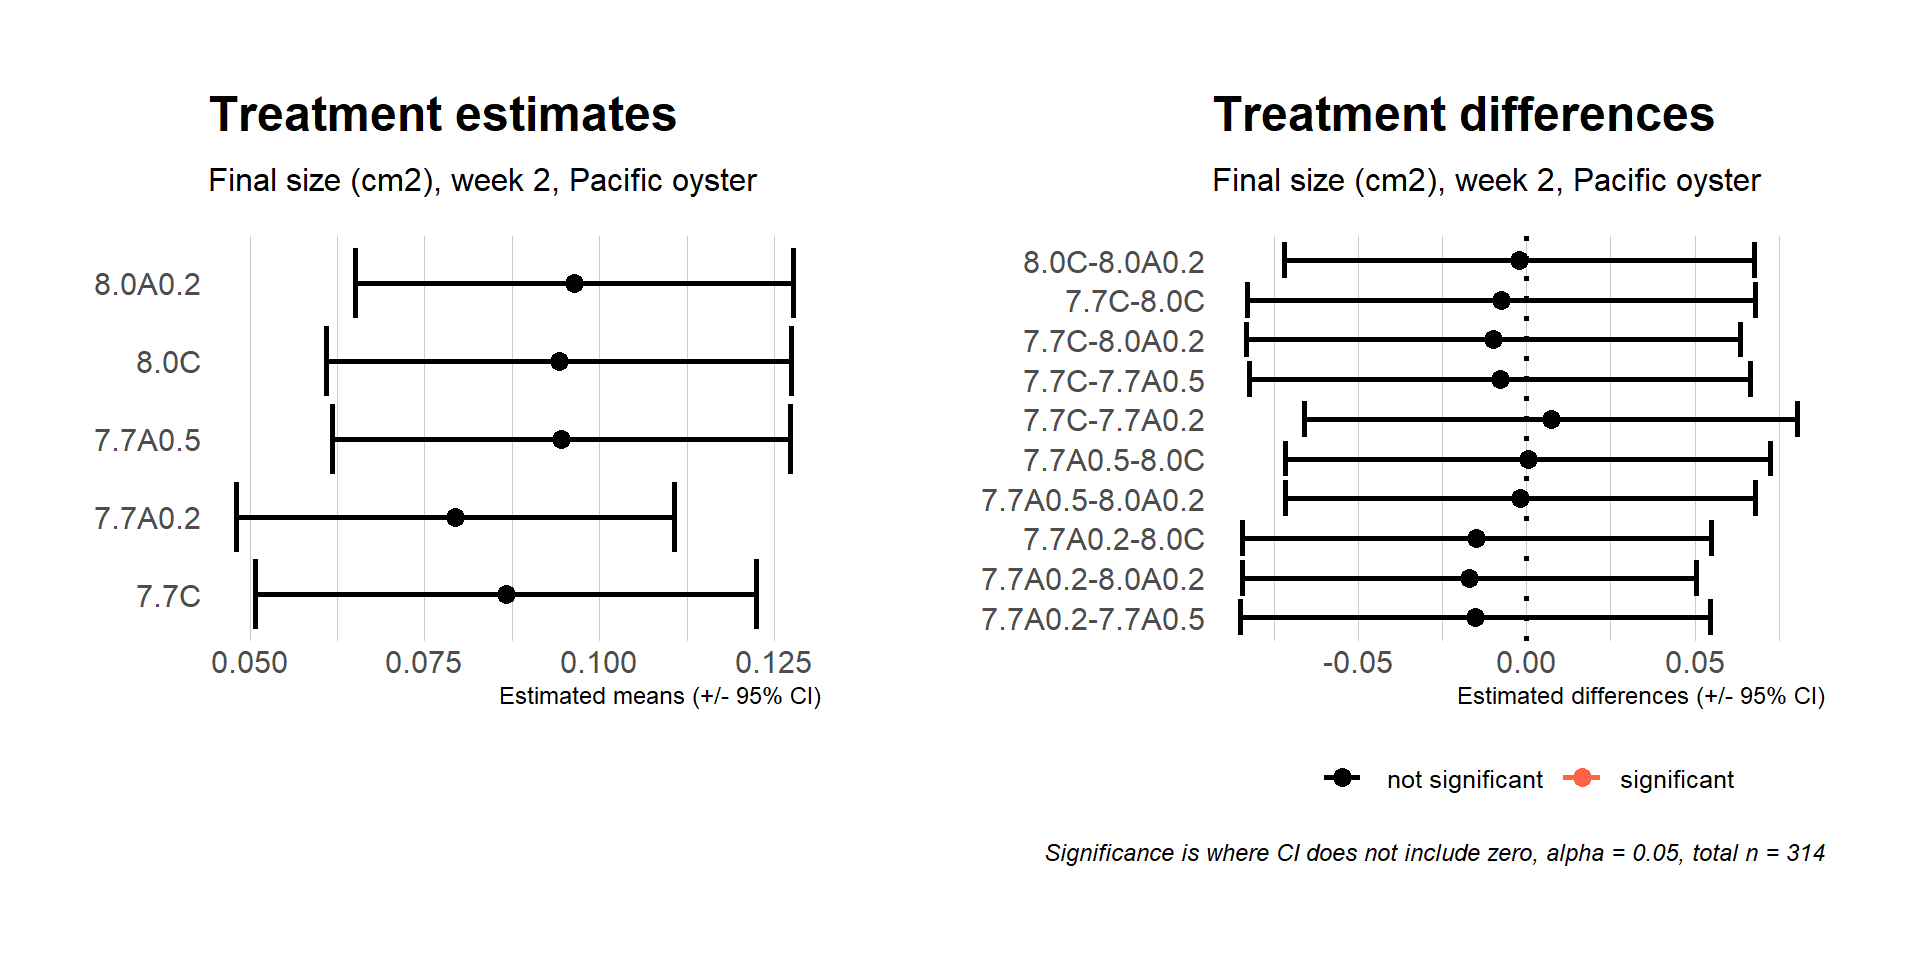 Treatment estimates
Final size (cm2), week 2, Pacific oyster
8.0A0.2
8.0C
7.7A0.5
7.7A0.2
7.7C
0.050 0.075 0.100 0.125
Estimated means (+/- 95% CI)
Treatment differences
Final size (cm2), week 2, Pacific oyster
8.0C-8.0A0.2
7.7C-8.0C
7.7C-8.0A0.2
7.7C-7.7A0.5
7.7C-7.7A0.2
7.7A0.5-8.0C
7.7A0.5-8.0A0.2
7.7A0.2-8.0C
7.7A0.2-8.0A0.2
7.7A0.2-7.7A0.5
-0.05 0.00 0.05
Estimated differences (+/- 95% CI)
not significant significant
Significance is where CI does not include zero, alpha = 0.05, total n = 314